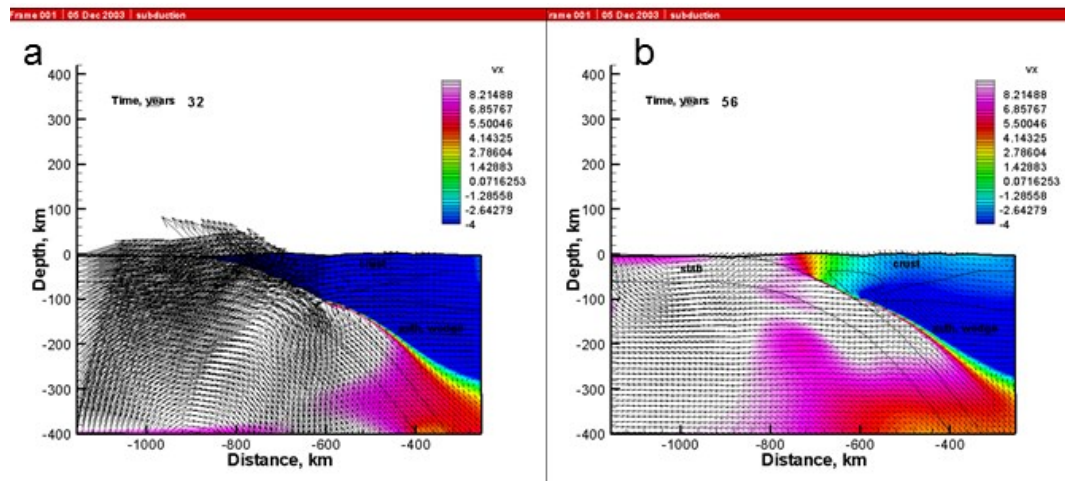 Frame 001 | 05 Dec 2003 | subduction
a
Time, years 32
vx
8.21488
6.85767
5.50046
4.14325
2.78604
1.42883
0.0716253
-1.28558
-2.64279
-4
400
300
200
100
0
-100
-200
-300
-400
Depth, km
crust
wedge
-1000
-800
-600
-400
Distance, km
Frame 001 | 05 Dec 2003 | subduction
b
Time, years 56
vx
8.21488
6.85767
5.50046
4.14325
2.78604
1.42883
0.0716253
-1.28558
-2.64279
-4
400
300
200
100
0
-100
-200
-300
-400
Depth, km
slab
crust
wedge
-1000
-800
-600
-400
Distance, km